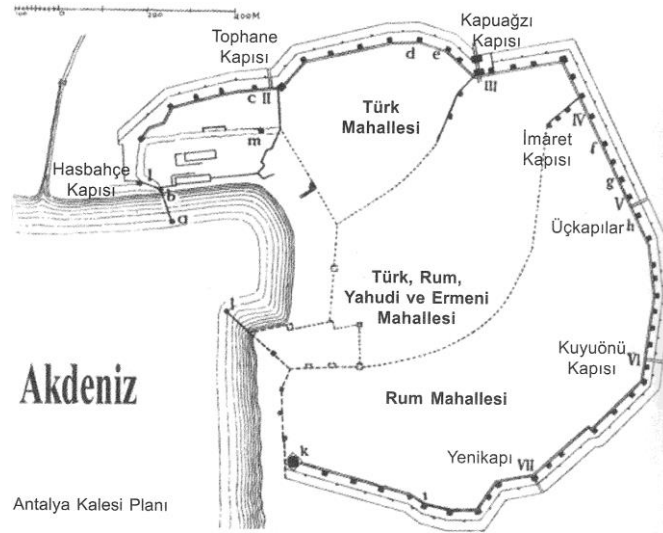 200
400M
Tophane
Kapısı
Kapuağzı
Kapısı
d
e
c
II
III
Türk
Mahallesi
IV
İmaret
Kapısı
f
m
g
Hasbahçe
Kapısı
I
b
a
V
Üçkapılar
h
Türk, Rum,
Yahudi ve Ermeni
Mahallesi
l
Kuyuönü
Kapısı
VI
Akdeniz
Rum Mahallesi
k
Yenikapı
VII
ı
Antalya Kalesi Planı